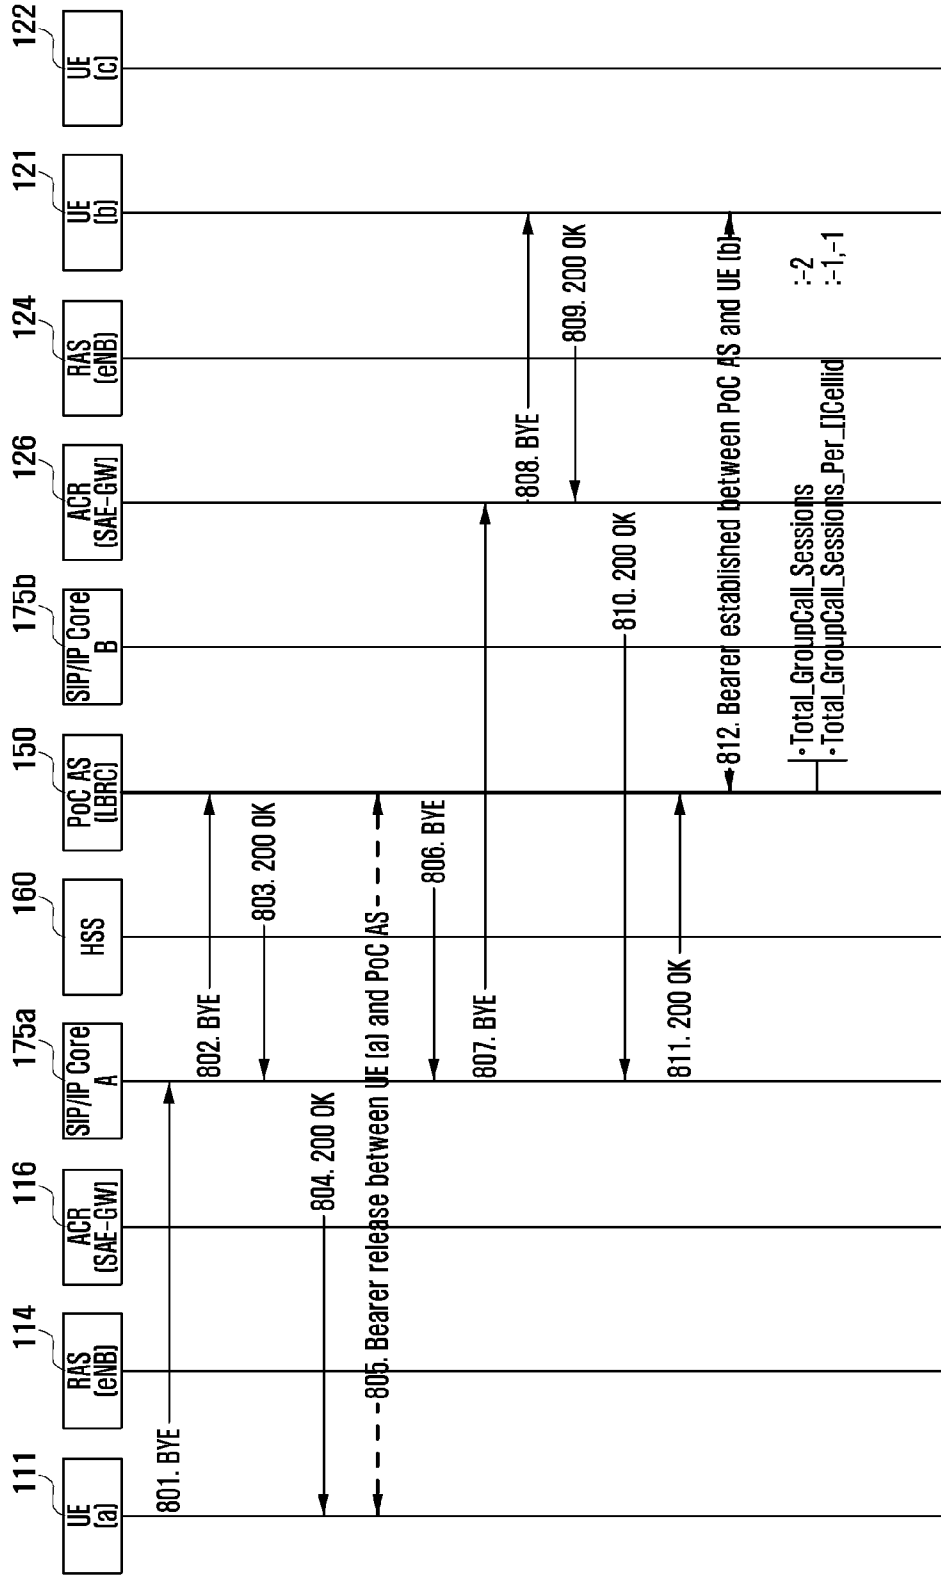 111
114
116
175a
160
150
175b
126
124
121
122
UE
(a)
RAS
(eNB)
ACR
(SAE-GW)
SIP/IP Core
A
HSS
PoC AS
(LBRC)
SIP/IP Core
B
ACR
(SAE-GW)
RAS
(eNB)
UE
(b)
UE
(c)
801. BYE
802. BYE
803. 200 OK
804. 200 OK
805. Bearer release between UE (a) and PoC AS
806. BYE
807. BYE
808. BYE
809. 200 OK
810. 200 OK
811. 200 OK
812. Bearer established between PoC AS and UE (b)
•Total_GroupCall_Sessions :-2
•Total_GroupCall_Sessions_Per_[]Cellid :-1,-1